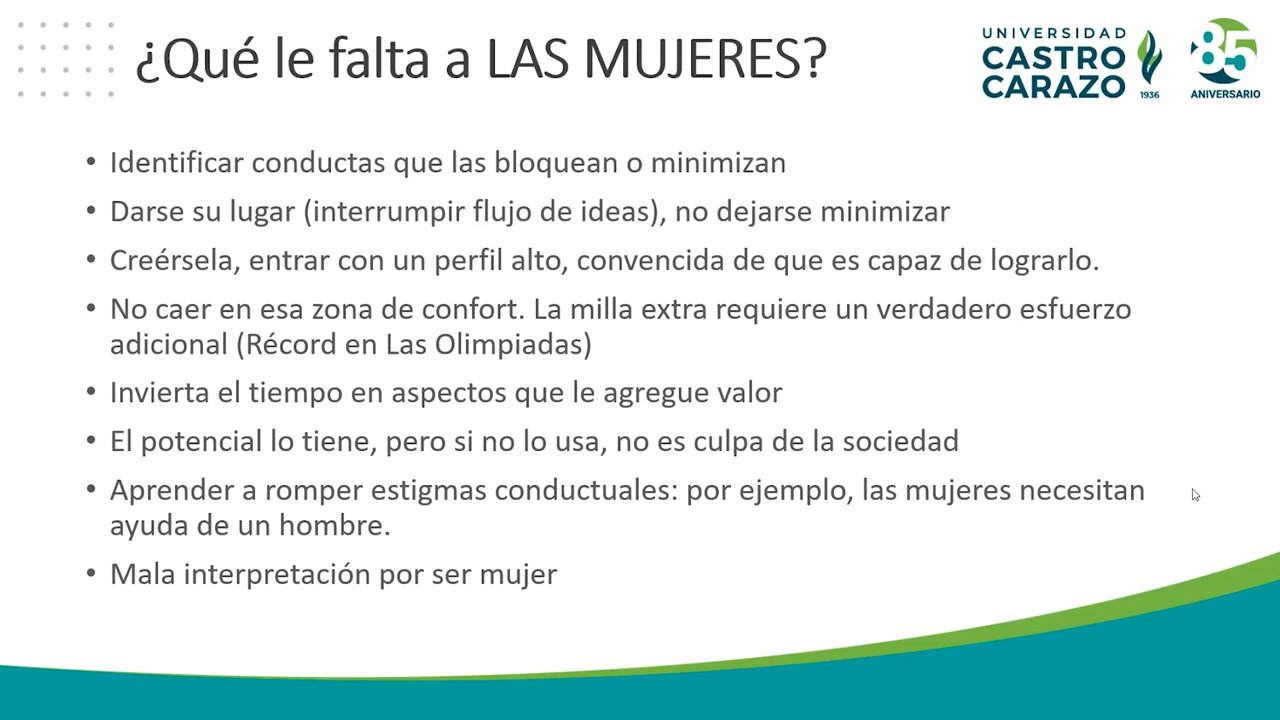 ¿Qué le falta a LAS MUJERES?
UNIVERSIDAD
CASTRO
CARAZO
1936
85
ANIVERSARIO
• Identificar conductas que las bloquean o minimizan
• Darse su lugar (interrumpir flujo de ideas), no dejarse minimizar
• Creérsela, entrar con un perfil alto, convencida de que es capaz de lograrlo.
• No caer en esa zona de confort. La milla extra requiere un verdadero esfuerzo
adicional (Récord en Las Olimpiadas)
• Invierta el tiempo en aspectos que le agregue valor
• El potencial lo tiene, pero si no lo usa, no es culpa de la sociedad
• Aprender a romper estigmas conductuales: por ejemplo, las mujeres necesitan
ayuda de un hombre.
• Mala interpretación por ser mujer